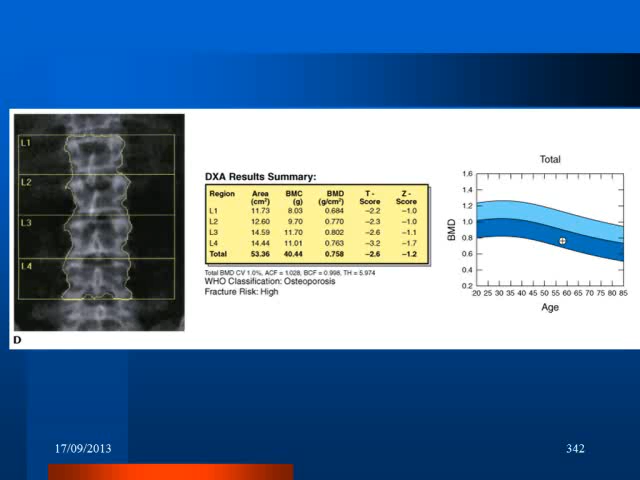 L1
L2
L3
L4
D
DXA Results Summary:
Region Area (cm²) BMC (g) BMD (g/cm²) T - Score Z - Score
L1 11.73 8.03 0.684 –2.2 –1.0
L2 12.60 9.70 0.770 –2.3 –1.0
L3 14.59 11.70 0.802 –2.6 –1.1
L4 14.44 11.01 0.763 –3.2 –1.7
Total 53.36 40.44 0.758 –2.6 –1.2
Total BMD CV 1.0%, ACF = 1.028, BCF = 0.998, TH = 5.974
WHO Classification: Osteoporosis
Fracture Risk: High
Total
BMD
1.6
1.4
1.2
1.0
0.8
0.6
0.4
0.2
20 25 30 35 40 45 50 55 60 65 70 75 80 85
Age
17/09/2013
342